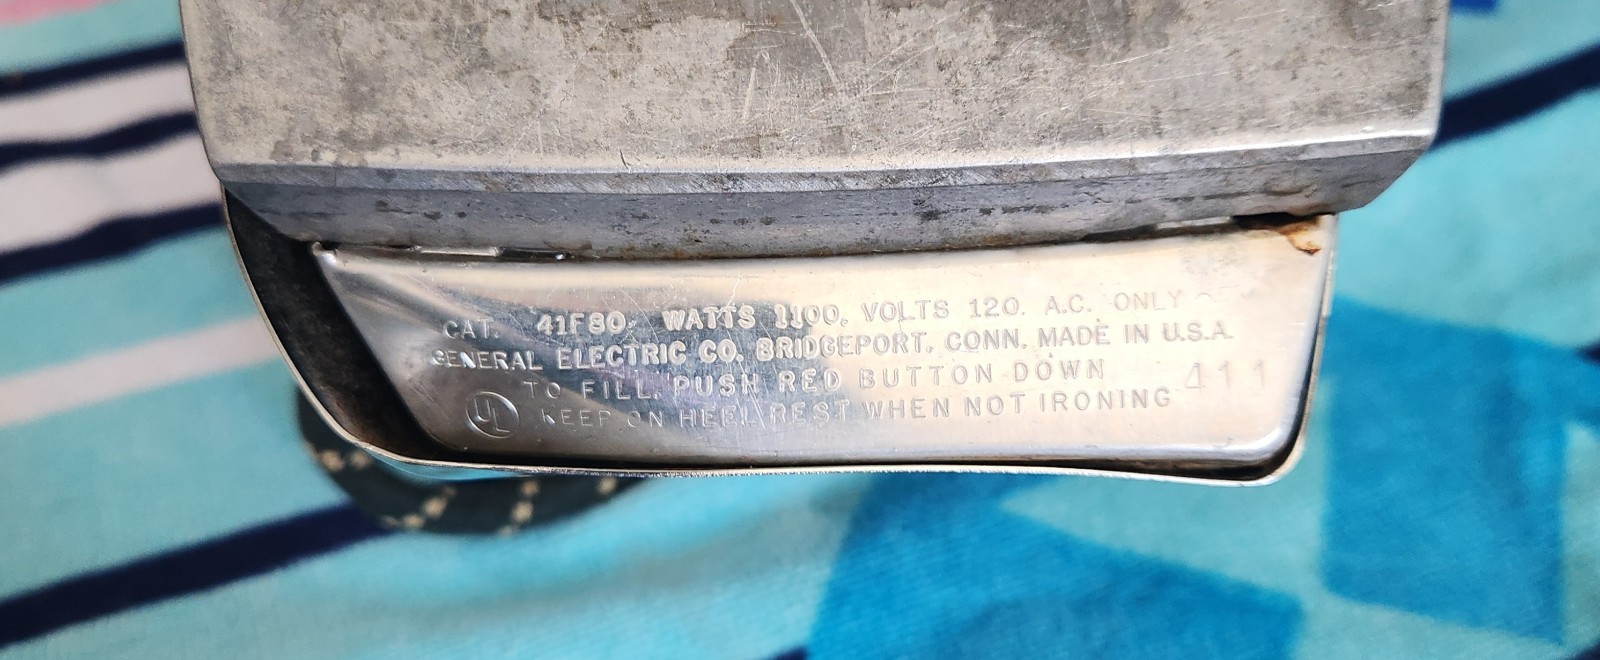 CAT. 41F80. WATTS 1100. VOLTS 120. A.C. ONLY
GENERAL ELECTRIC CO. BRIDGEPORT, CONN. MADE IN U.S.A.
TO FILL, PUSH RED BUTTON DOWN
411
UL KEEP ON HEEL REST WHEN NOT IRONING